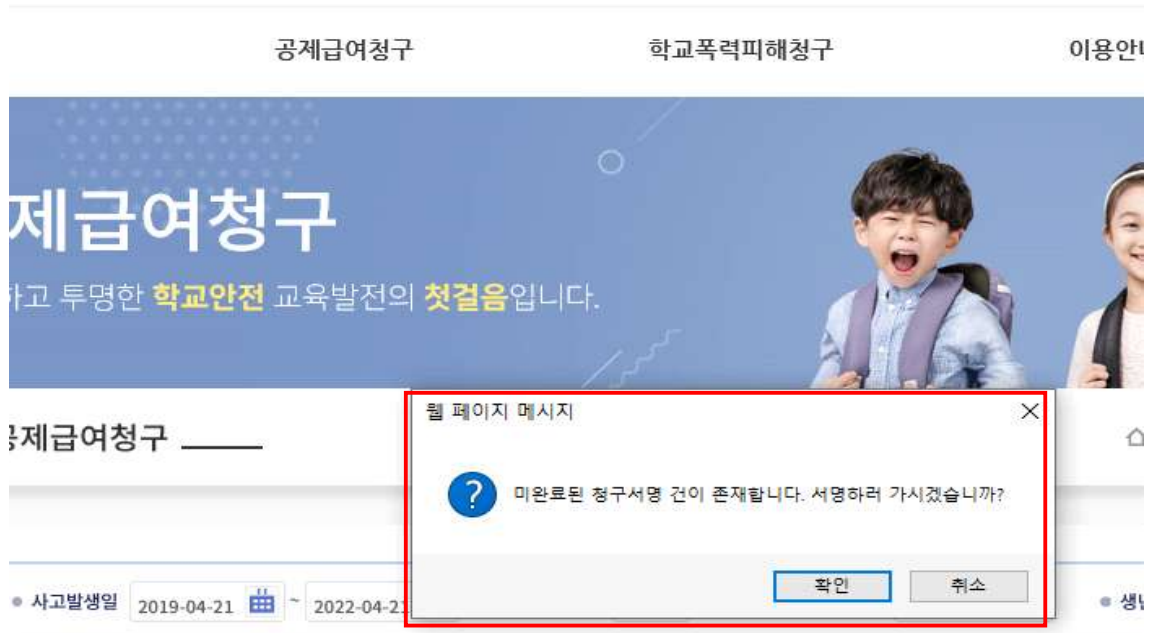 공제급여청구 학교폭력피해청구 이용안
제급여청구
하고 투명한 학교안전 교육발전의 첫걸음입니다.
웹 페이지 메시지
공제급여청구
미완료된 청구서명 건이 존재합니다. 서명하러 가시겠습니까?
확인 취소
사고발생일 2019-04-21 ~ 2022-04-21